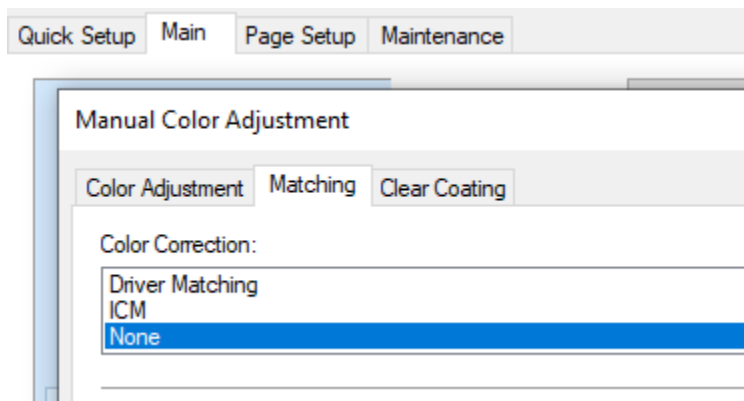 Quick Setup Main Page Setup Maintenance
Manual Color Adjustment
Color Adjustment Matching Clear Coating
Color Correction:
Driver Matching
ICM
None